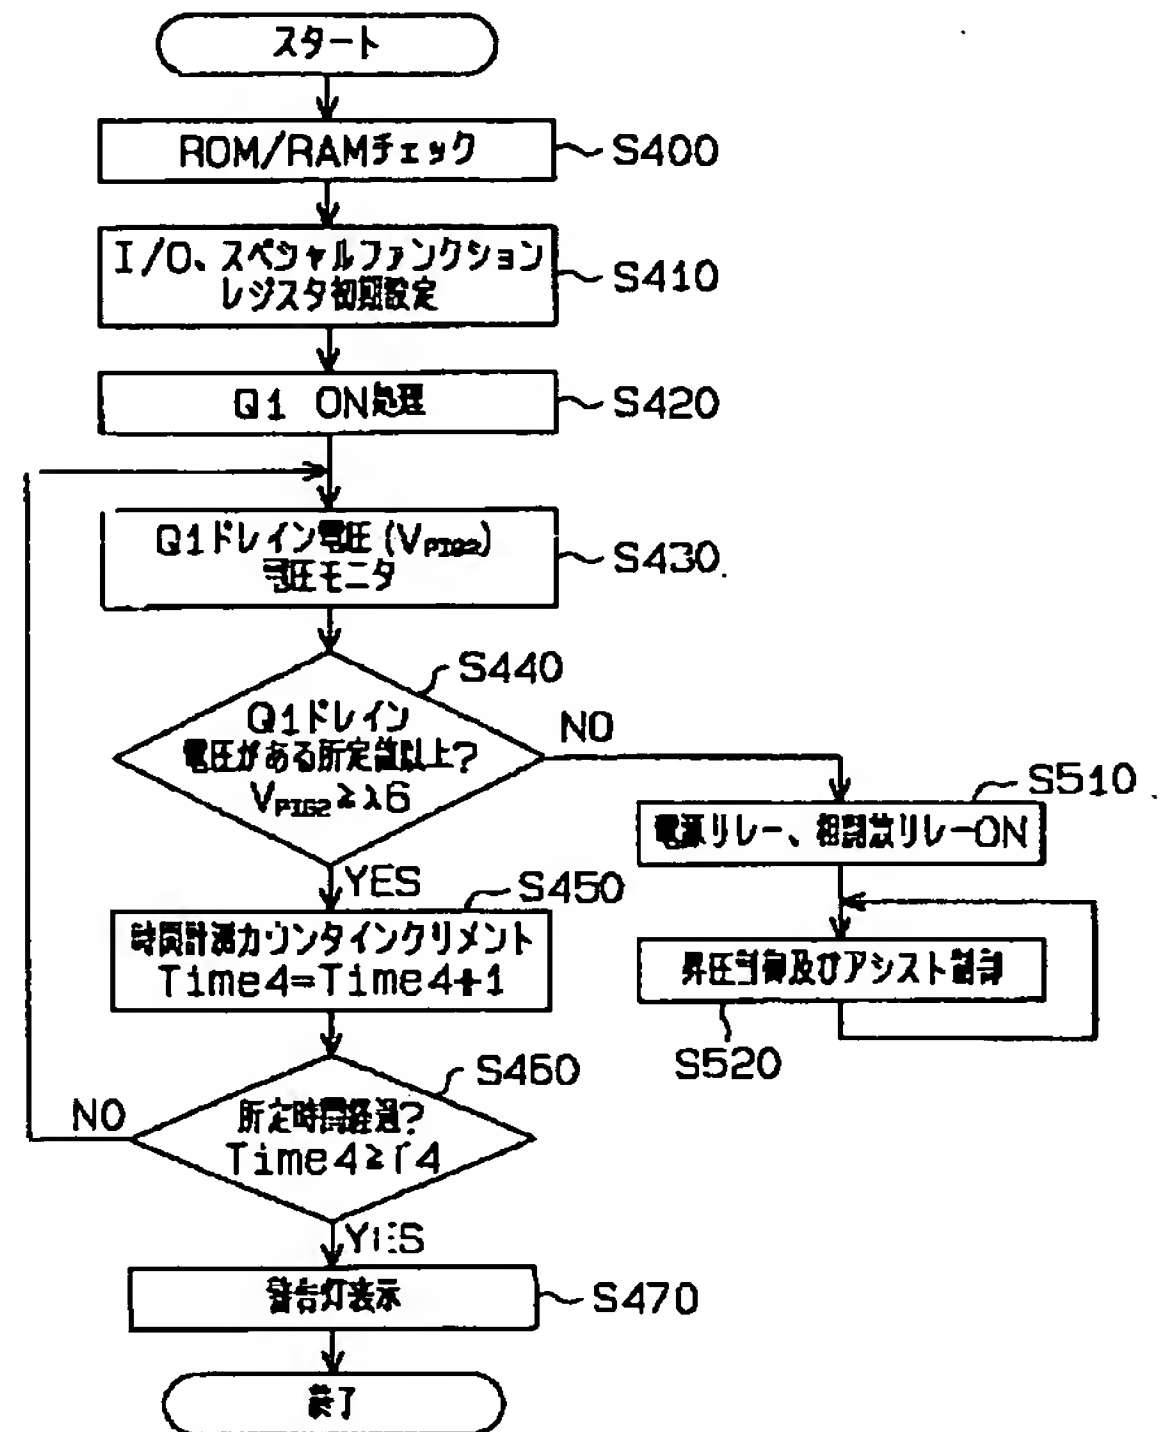 スタート
ROM/RAMチェック
S400
I/O、スペシャルファンクション
レジスタ初期設定
S410
Q1 ON処理
S420
Q1ドレイン電圧(VPIG2)
電圧モニタ
S430
S440
Q1ドレイン
電圧がある所定値以上?
VPIG2≧λ6
NO
YES
S510
電源リレー、相開放リレーON
S450
時間計測カウンタインクリメント
Time4=Time4+1
昇圧制御及びアシスト制御
S520
S460
所定時間経過?
Time4≧Γ4
NO
YES
警告灯表示
S470
終了